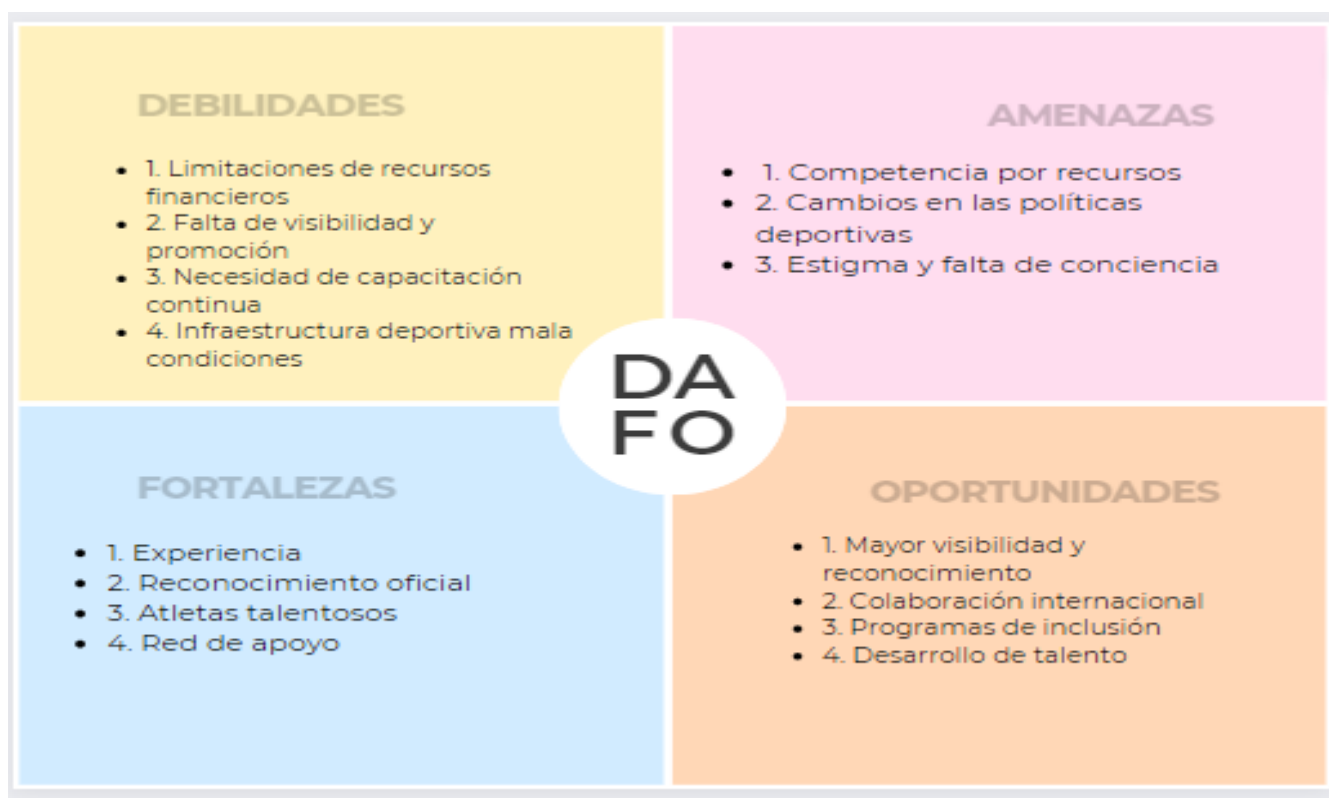 DEBILIDADES
• 1. Limitaciones de recursos
financieros
• 2. Falta de visibilidad y
promoción
• 3. Necesidad de capacitación
continua
• 4. Infraestructura deportiva mala
condiciones
AMENAZAS
• 1. Competencia por recursos
• 2. Cambios en las políticas
deportivas
• 3. Estigma y falta de conciencia
DA
FO
FORTALEZAS
• 1. Experiencia
• 2. Reconocimiento oficial
• 3. Atletas talentosos
• 4. Red de apoyo
OPORTUNIDADES
• 1. Mayor visibilidad y
reconocimiento
• 2. Colaboración internacional
• 3. Programas de inclusión
• 4. Desarrollo de talento